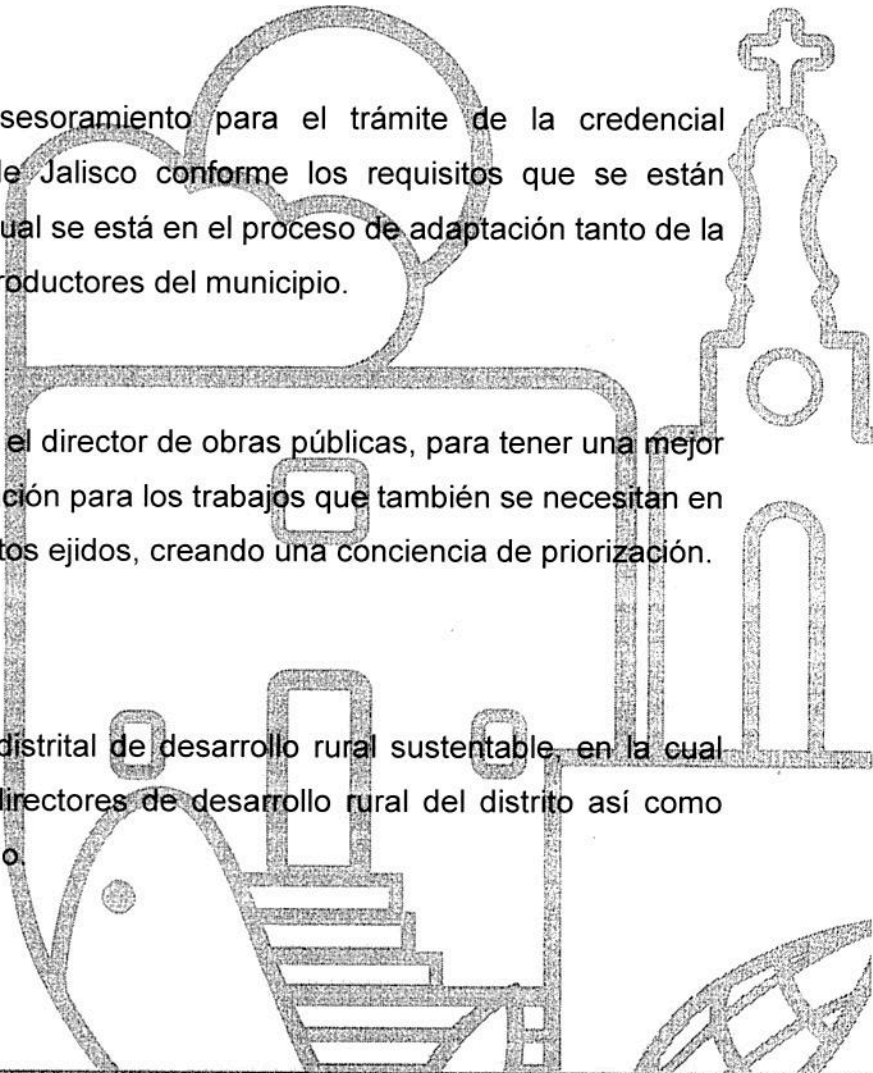 sesoramiento para el trámite de la credencial
le Jalisco conforme los requisitos que se están
ual se está en el proceso de adaptación tanto de la
roductores del municipio.
el director de obras públicas, para tener una mejor
ción para los trabajos que también se necesitan en
tos ejidos, creando una conciencia de priorización.
distrital de desarrollo rural sustentable, en la cual
directores de desarrollo rural del distrito así como
o.